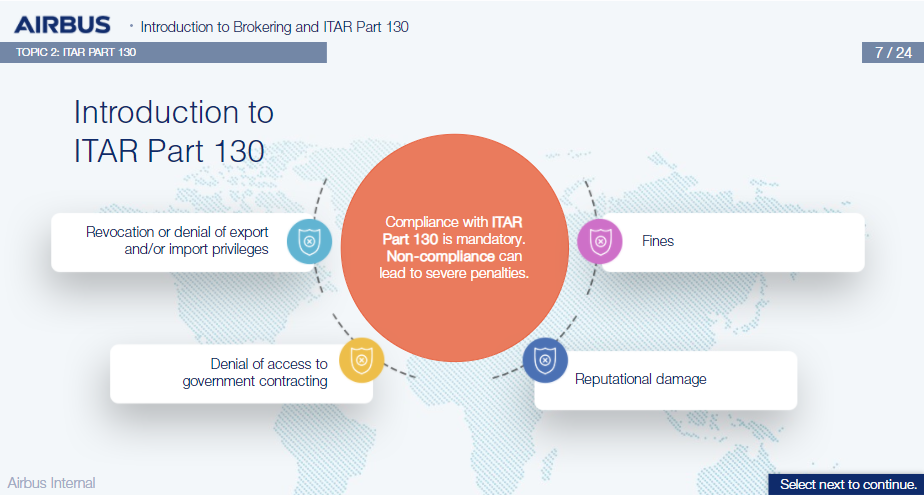 AIRBUS
· Introduction to Brokering and ITAR Part 130
TOPIC 2: ITAR PART 130
7 / 24
Introduction to
ITAR Part 130
Revocation or denial of export
and/or import privileges
Compliance with ITAR
Part 130 is mandatory.
Non-compliance can
lead to severe penalties.
Fines
Denial of access to
government contracting
Reputational damage
Airbus Internal
Select next to continue.